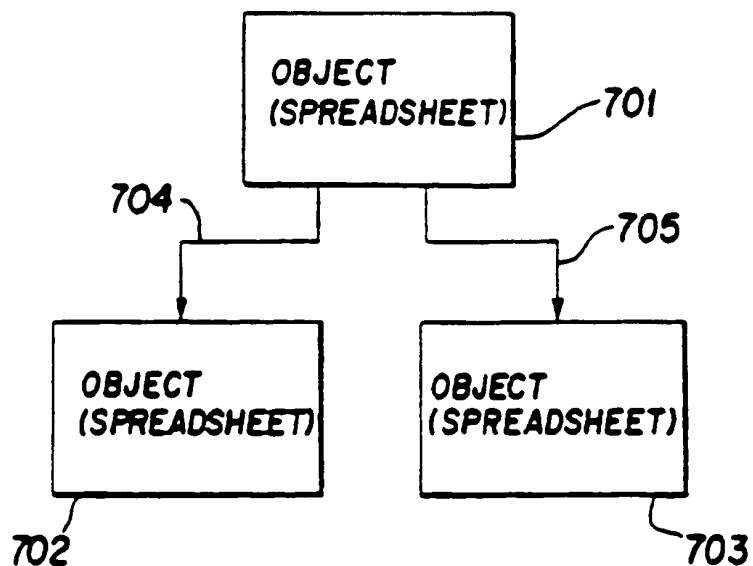 OBJECT
(SPREADSHEET)
701
704
705
OBJECT
(SPREADSHEET)
OBJECT
(SPREADSHEET)
702
703